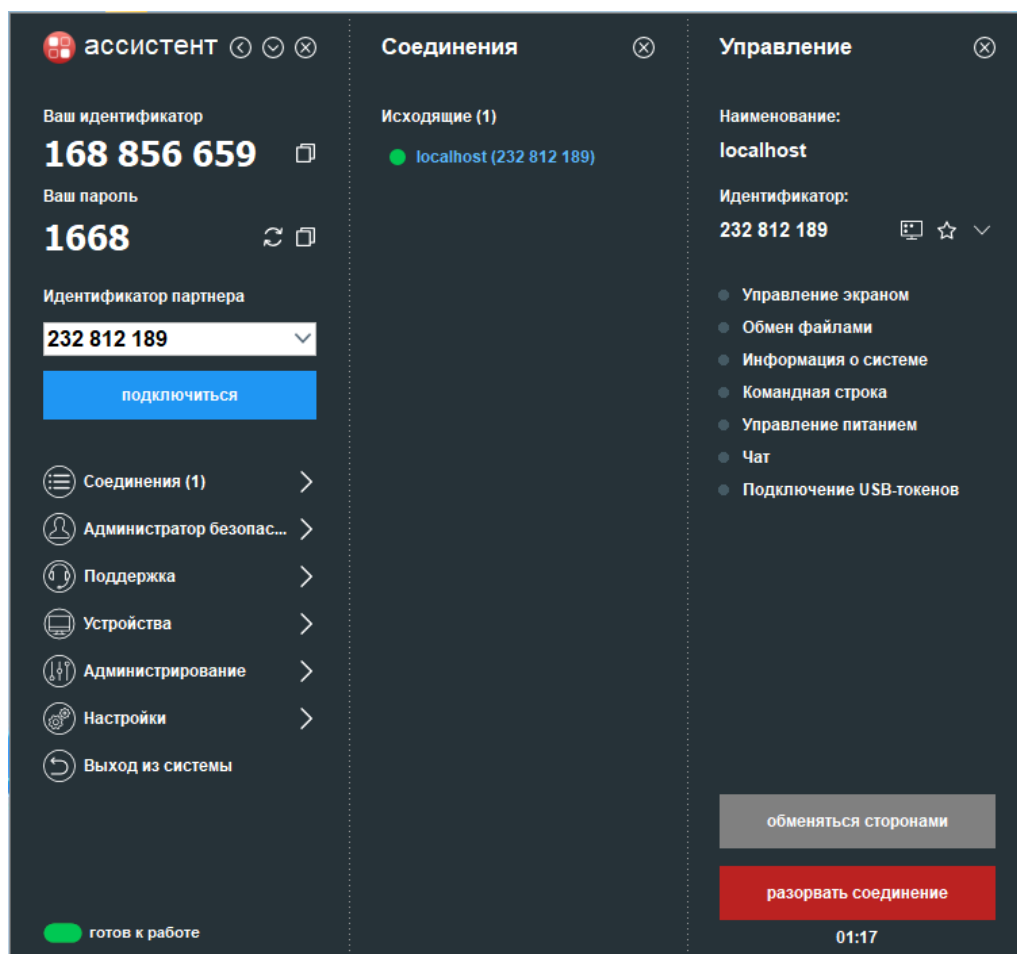 ассистент
Ваш идентификатор
168 856 659
Ваш пароль
1668
Идентификатор партнера
232 812 189
подключиться
Соединения (1)
Администратор безопас...
Поддержка
Устройства
Администрирование
Настройки
Выход из системы
готов к работе
Соединения
Исходящие (1)
localhost (232 812 189)
Управление
Наименование:
localhost
Идентификатор:
232 812 189
Управление экраном
Обмен файлами
Информация о системе
Командная строка
Управление питанием
Чат
Подключение USB-токенов
обменяться сторонами
разорвать соединение
01:17